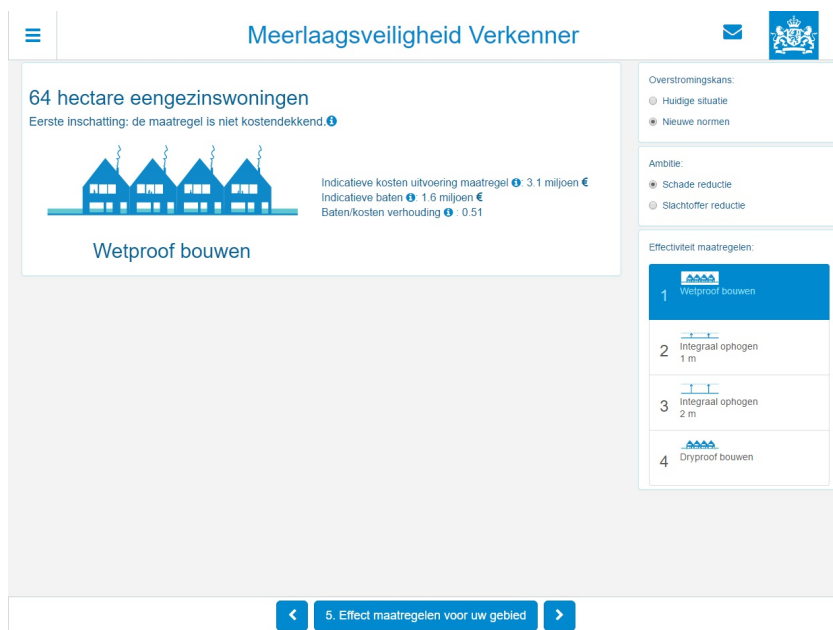 Meerlaagsveiligheid Verkenner
64 hectare eengezinswoningen
Eerste inschatting: de maatregel is niet kostendekkend.
Indicatieve kosten uitvoering maatregel : 3.1 miljoen €
Indicatieve baten : 1.6 miljoen €
Baten/kosten verhouding : 0.51
Wetproof bouwen
Overstromingskans:
Huidige situatie
Nieuwe normen
Ambitie:
Schade reductie
Slachtoffer reductie
Effectiviteit maatregelen:
1
Wetproof bouwen
2
Integraal ophogen
1 m
3
Integraal ophogen
2 m
4
Dryproof bouwen
5. Effect maatregelen voor uw gebied